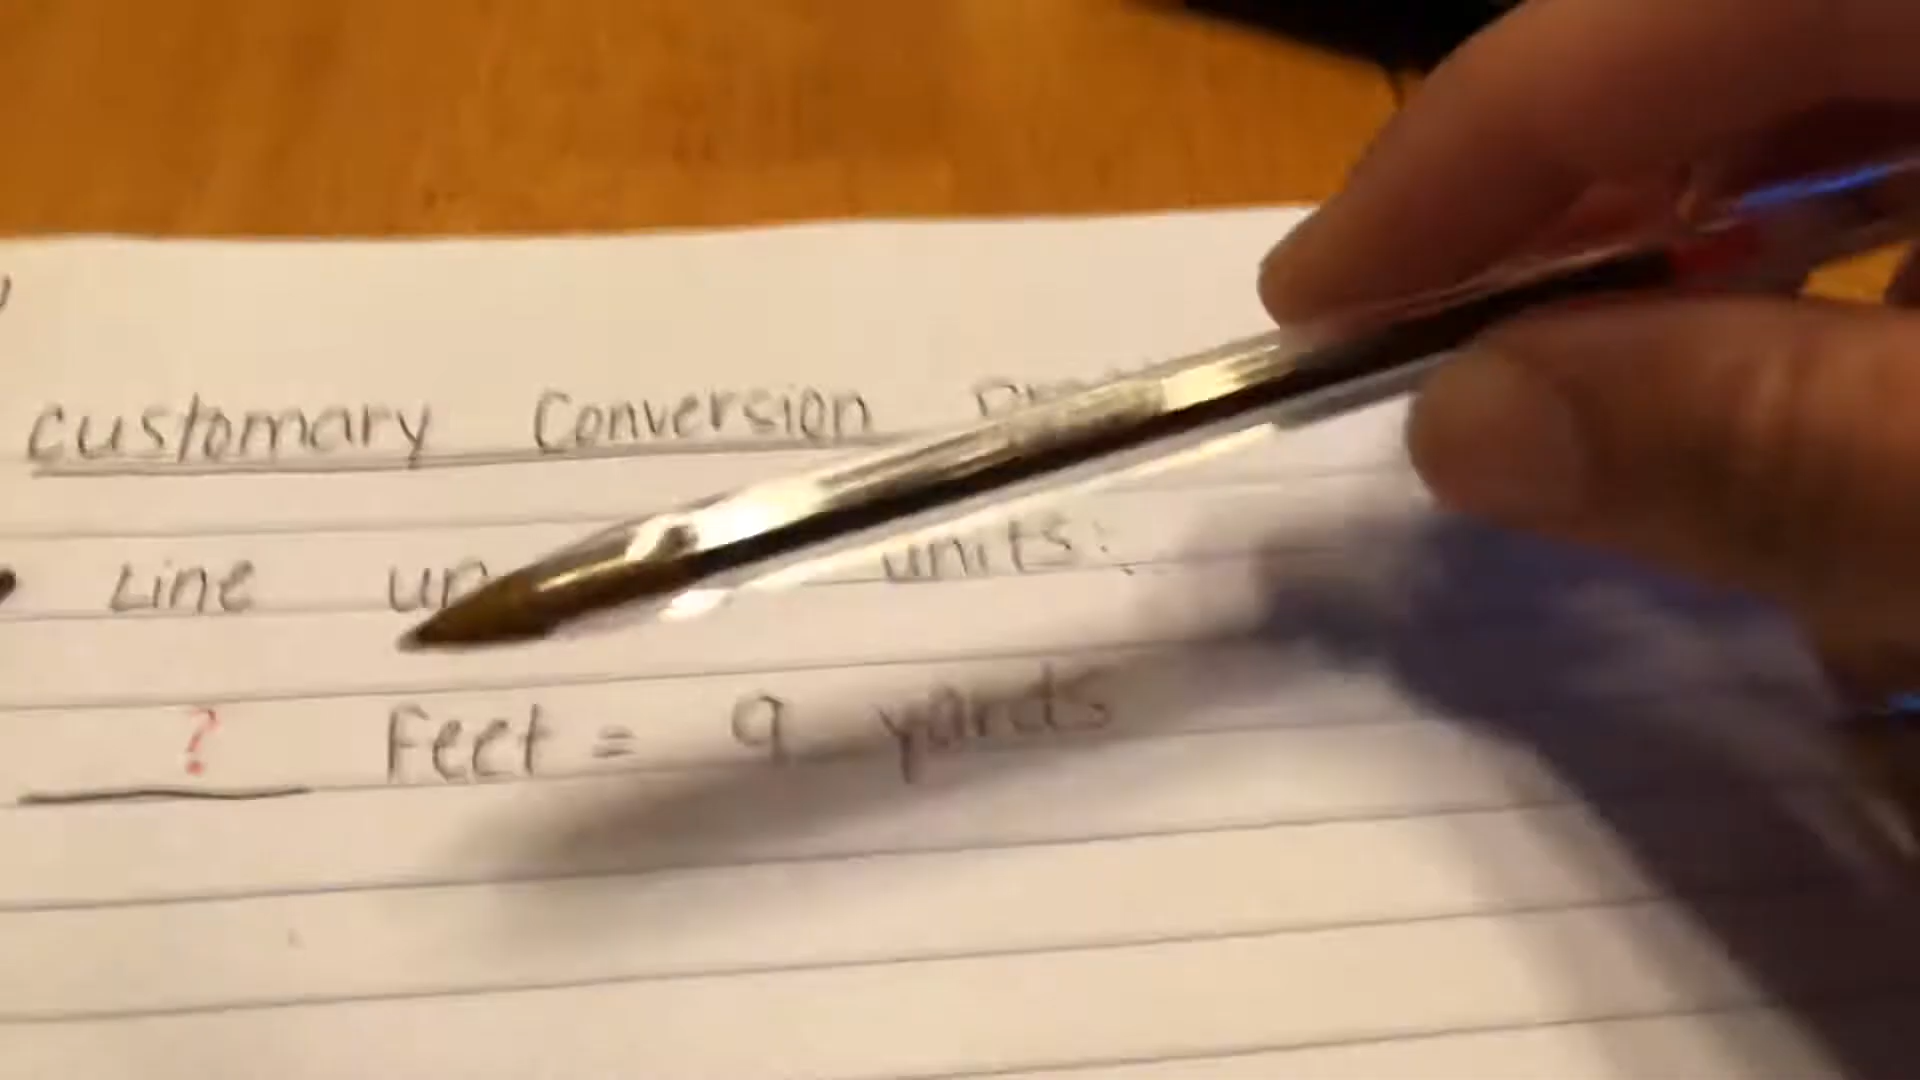 Customary Conversion
Line up units:
? Feet = 9 yards